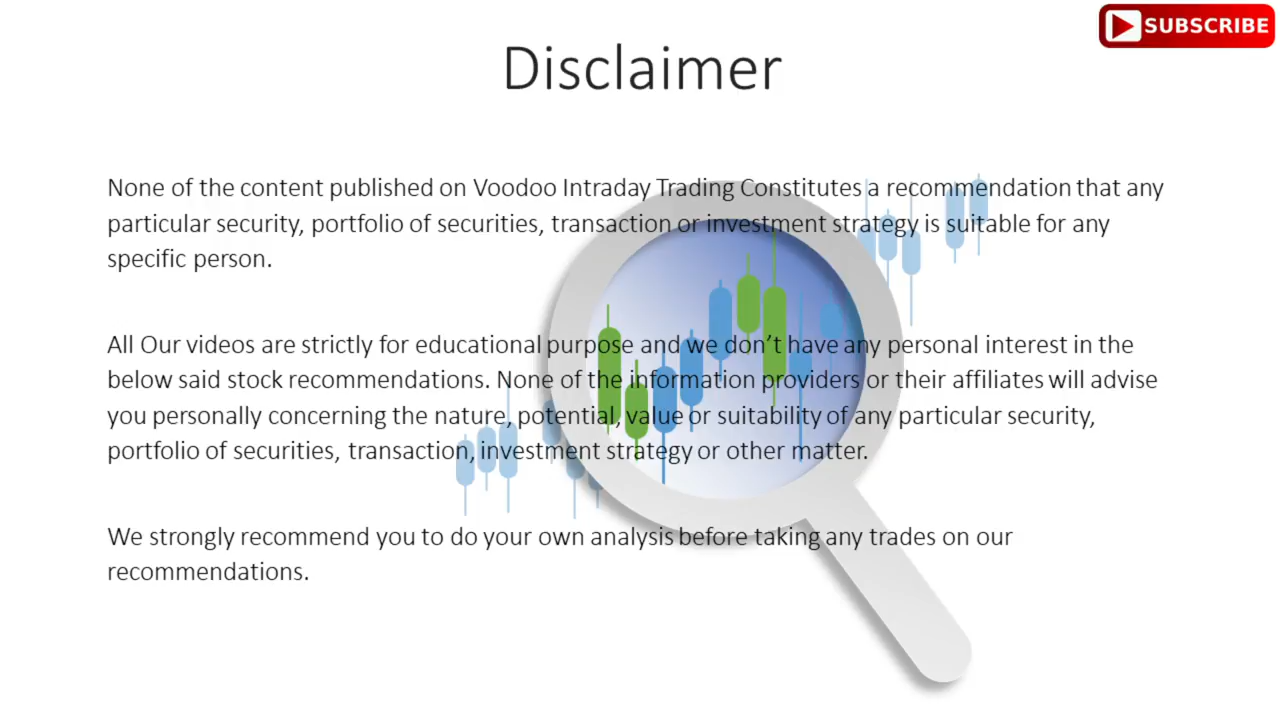 SUBSCRIBE
Disclaimer
None of the content published on Voodoo Intraday Trading Constitutes a recommendation that any
particular security, portfolio of securities, transaction or investment strategy is suitable for any
specific person.
All Our videos are strictly for educational purpose and we don’t have any personal interest in the
below said stock recommendations. None of the information providers or their affiliates will advise
you personally concerning the nature, potential, value or suitability of any particular security,
portfolio of securities, transaction, investment strategy or other matter.
We strongly recommend you to do your own analysis before taking any trades on our
recommendations.